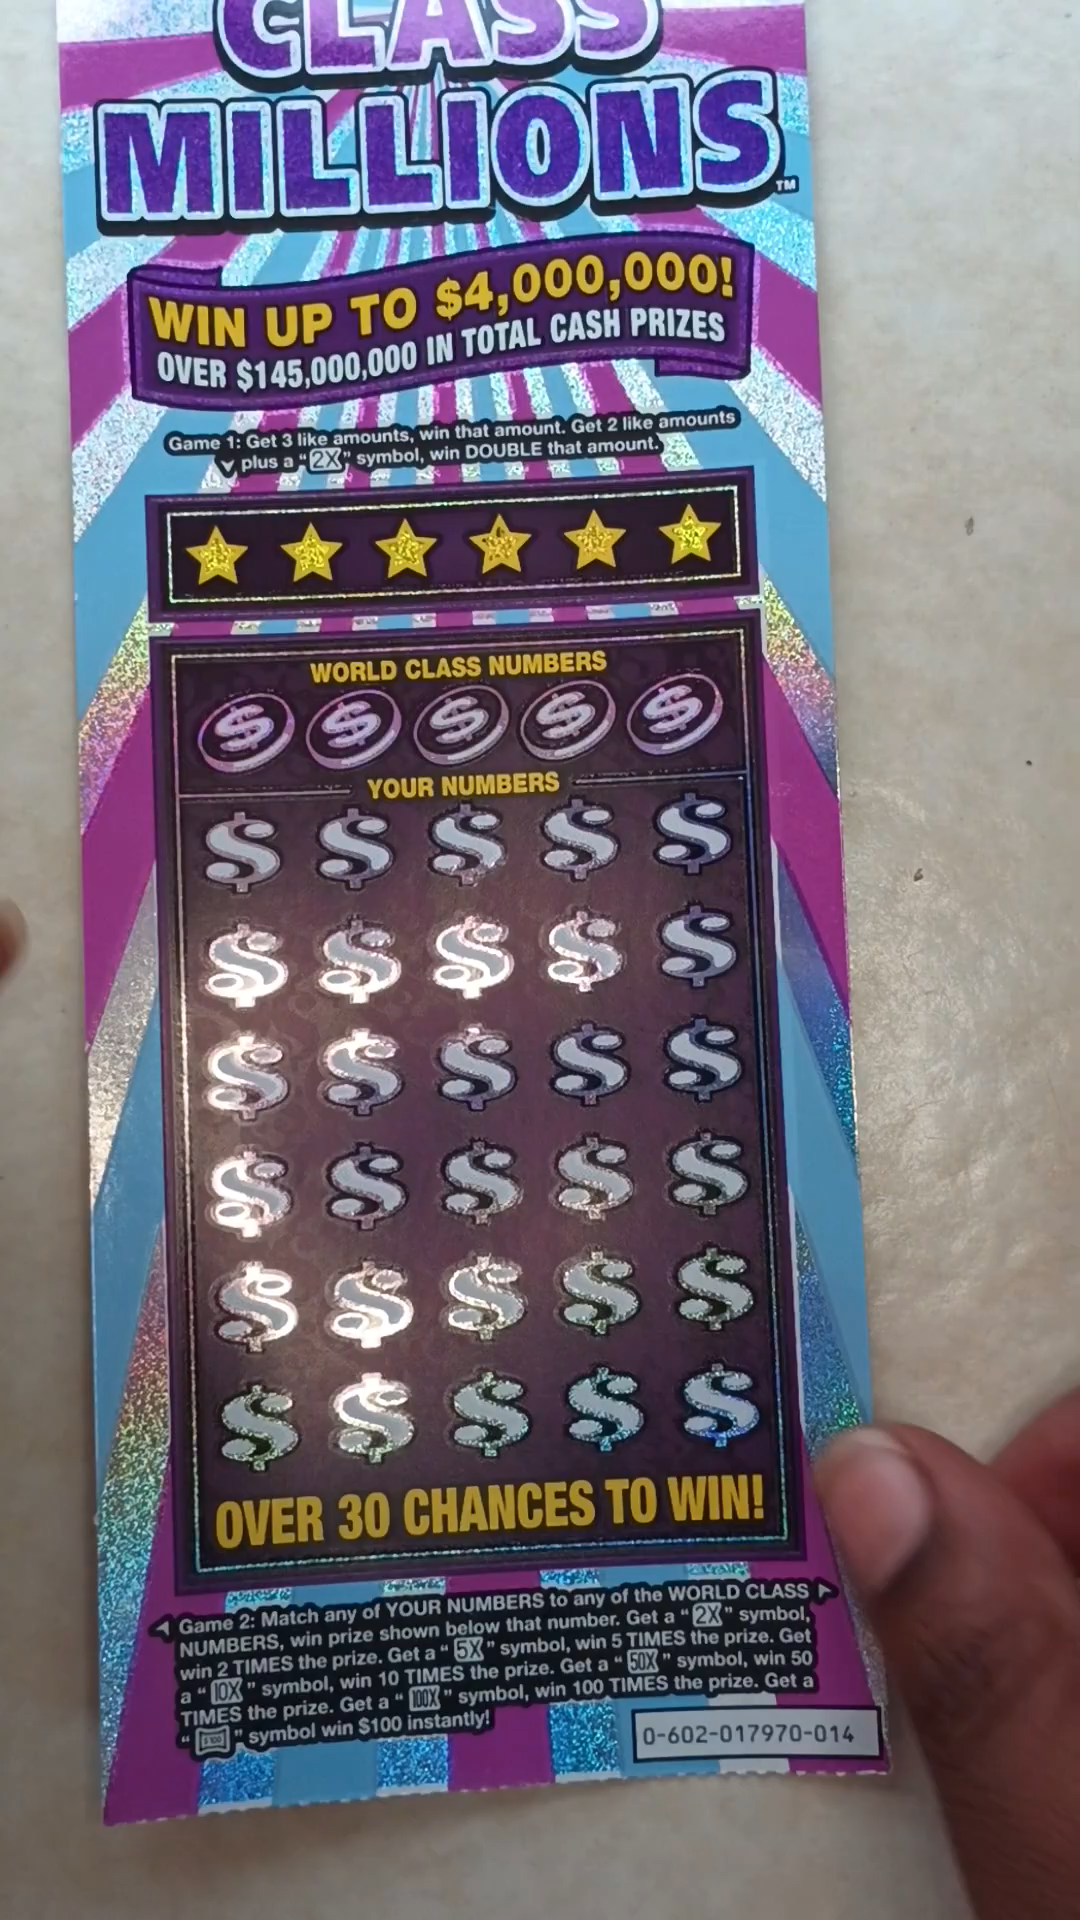 CLASS
MILLIONS™
WIN UP TO $4,000,000!
OVER $145,000,000 IN TOTAL CASH PRIZES
Game 1: Get 3 like amounts, win that amount. Get 2 like amounts
plus a "2X" symbol, win DOUBLE that amount.
WORLD CLASS NUMBERS
$ $ $ $ $
YOUR NUMBERS
$ $ $ $ $
$ $ $ $ $
$ $ $ $ $
$ $ $ $ $
$ $ $ $ $
$ $ $ $ $
OVER 30 CHANCES TO WIN!
Game 2: Match any of YOUR NUMBERS to any of the WORLD CLASS
NUMBERS, win prize shown below that number. Get a "2X" symbol,
win 2 TIMES the prize. Get a "5X" symbol, win 5 TIMES the prize. Get
a "10X" symbol, win 10 TIMES the prize. Get a "50X" symbol, win 50
TIMES the prize. Get a "100X" symbol, win 100 TIMES the prize. Get a
"$100" symbol win $100 instantly!
0-602-017970-014